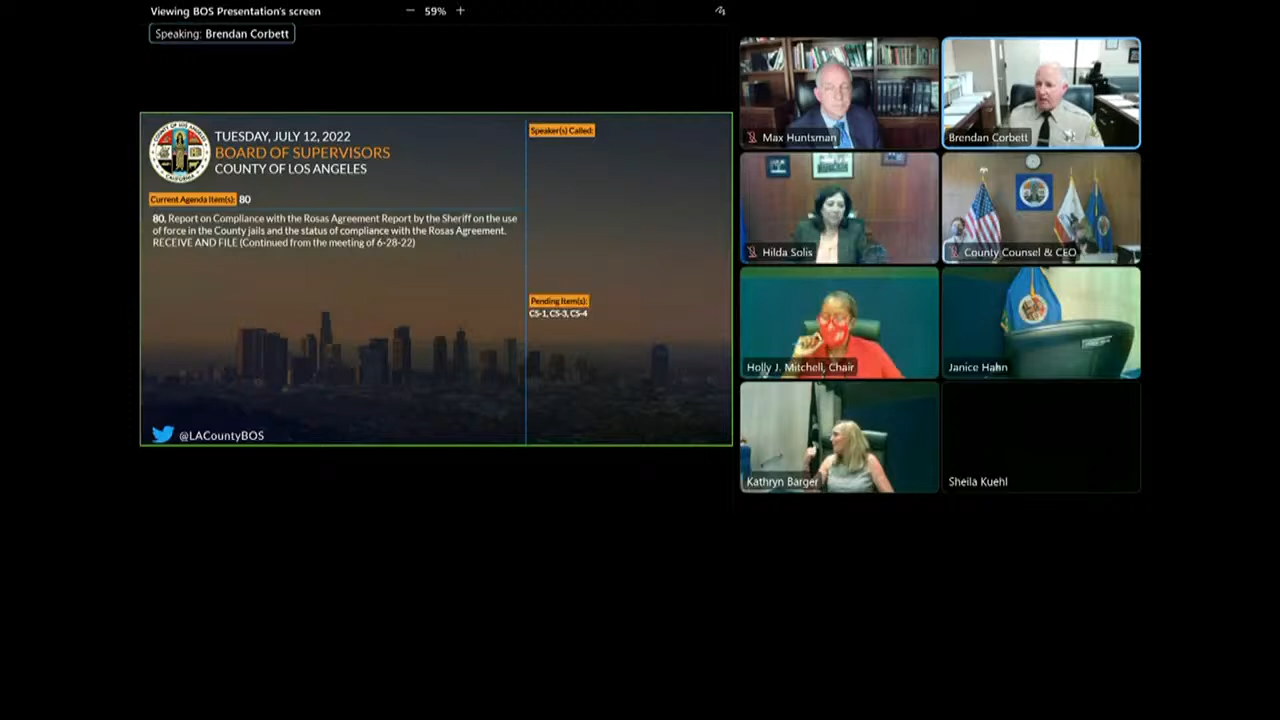 Viewing BOS Presentation's screen
59%
Speaking: Brendan Corbett
TUESDAY, JULY 12, 2022
BOARD OF SUPERVISORS
COUNTY OF LOS ANGELES
Current Agenda Item(s): 80
80. Report on Compliance with the Rosas Agreement Report by the Sheriff on the use
of force in the County jails and the status of compliance with the Rosas Agreement.
RECEIVE AND FILE (Continued from the meeting of 6-28-22)
@LACountyBOS
Speaker(s) Called:
Pending Item(s):
CS-1, CS-3, CS-4
Max Huntsman
Brendan Corbett
Hilda Solis
County Counsel & CEO
Holly J. Mitchell, Chair
Janice Hahn
Kathryn Barger
Sheila Kuehl